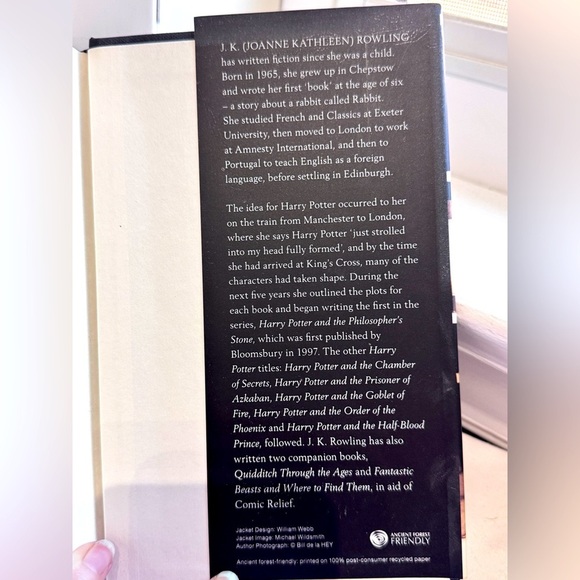 J. K. (JOANNE KATHLEEN) ROWLING
has written fiction since she was a child.
Born in 1965, she grew up in Chepstow
and wrote her first 'book' at the age of six
– a story about a rabbit called Rabbit.
She studied French and Classics at Exeter
University, then moved to London to work
at Amnesty International, and then to
Portugal to teach English as a foreign
language, before settling in Edinburgh.
The idea for Harry Potter occurred to her
on the train from Manchester to London,
where she says Harry Potter 'just strolled
into my head fully formed', and by the time
she had arrived at King's Cross, many of the
characters had taken shape. During the
next five years she outlined the plots for
each book and began writing the first in the
series, Harry Potter and the Philosopher's
Stone, which was first published by
Bloomsbury in 1997. The other Harry
Potter titles: Harry Potter and the Chamber
of Secrets, Harry Potter and the Prisoner of
Azkaban, Harry Potter and the Goblet of
Fire, Harry Potter and the Order of the
Phoenix and Harry Potter and the Half-Blood
Prince, followed. J. K. Rowling has also
written two companion books,
Quidditch Through the Ages and Fantastic
Beasts and Where to Find Them, in aid of
Comic Relief.
Jacket Design: William Webb
Jacket Image: Michael Wildsmith
Author Photograph: © Bill de la HEY
ANCIENT FOREST
FRIENDLY
Ancient forest-friendly: printed on 100% post-consumer recycled paper